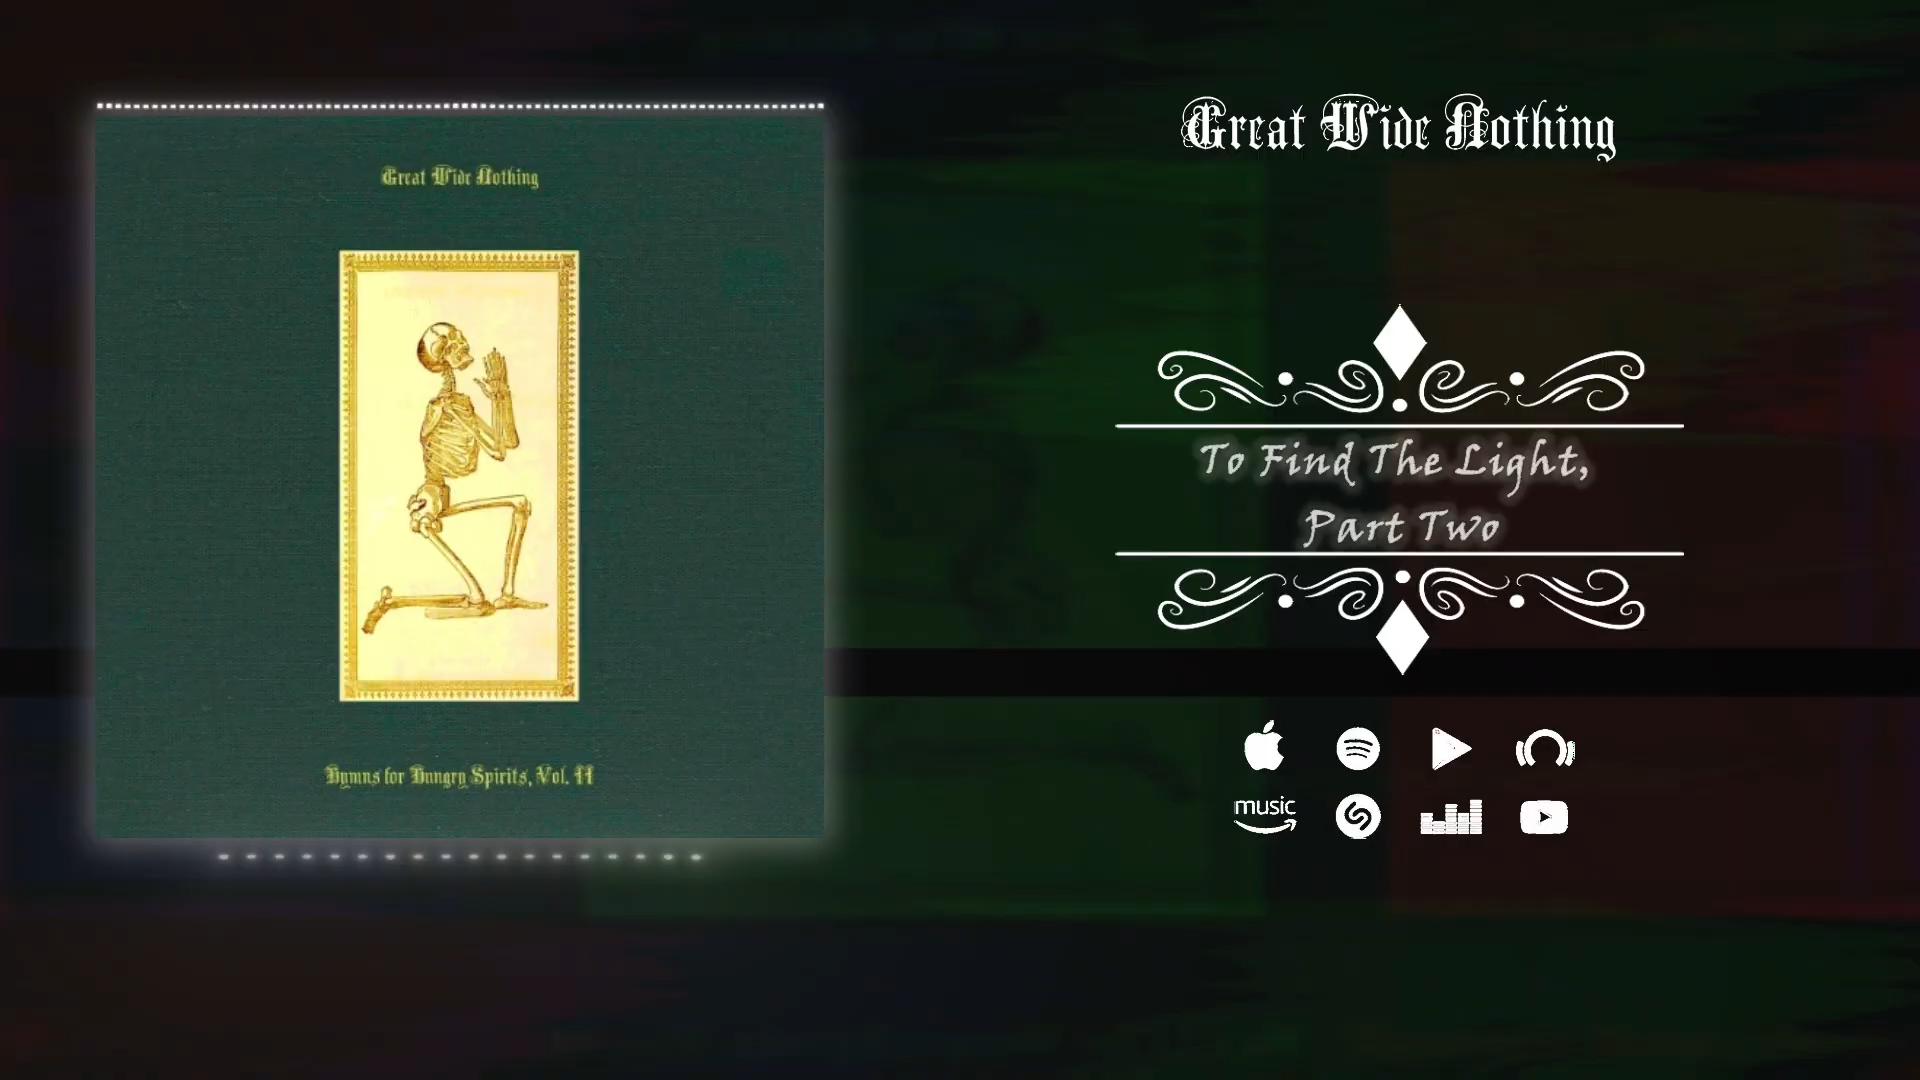 Great Wide Nothing
Hymns for Hungry Spirits, Vol. II
Great Wide Nothing
To Find The Light,
Part Two
music